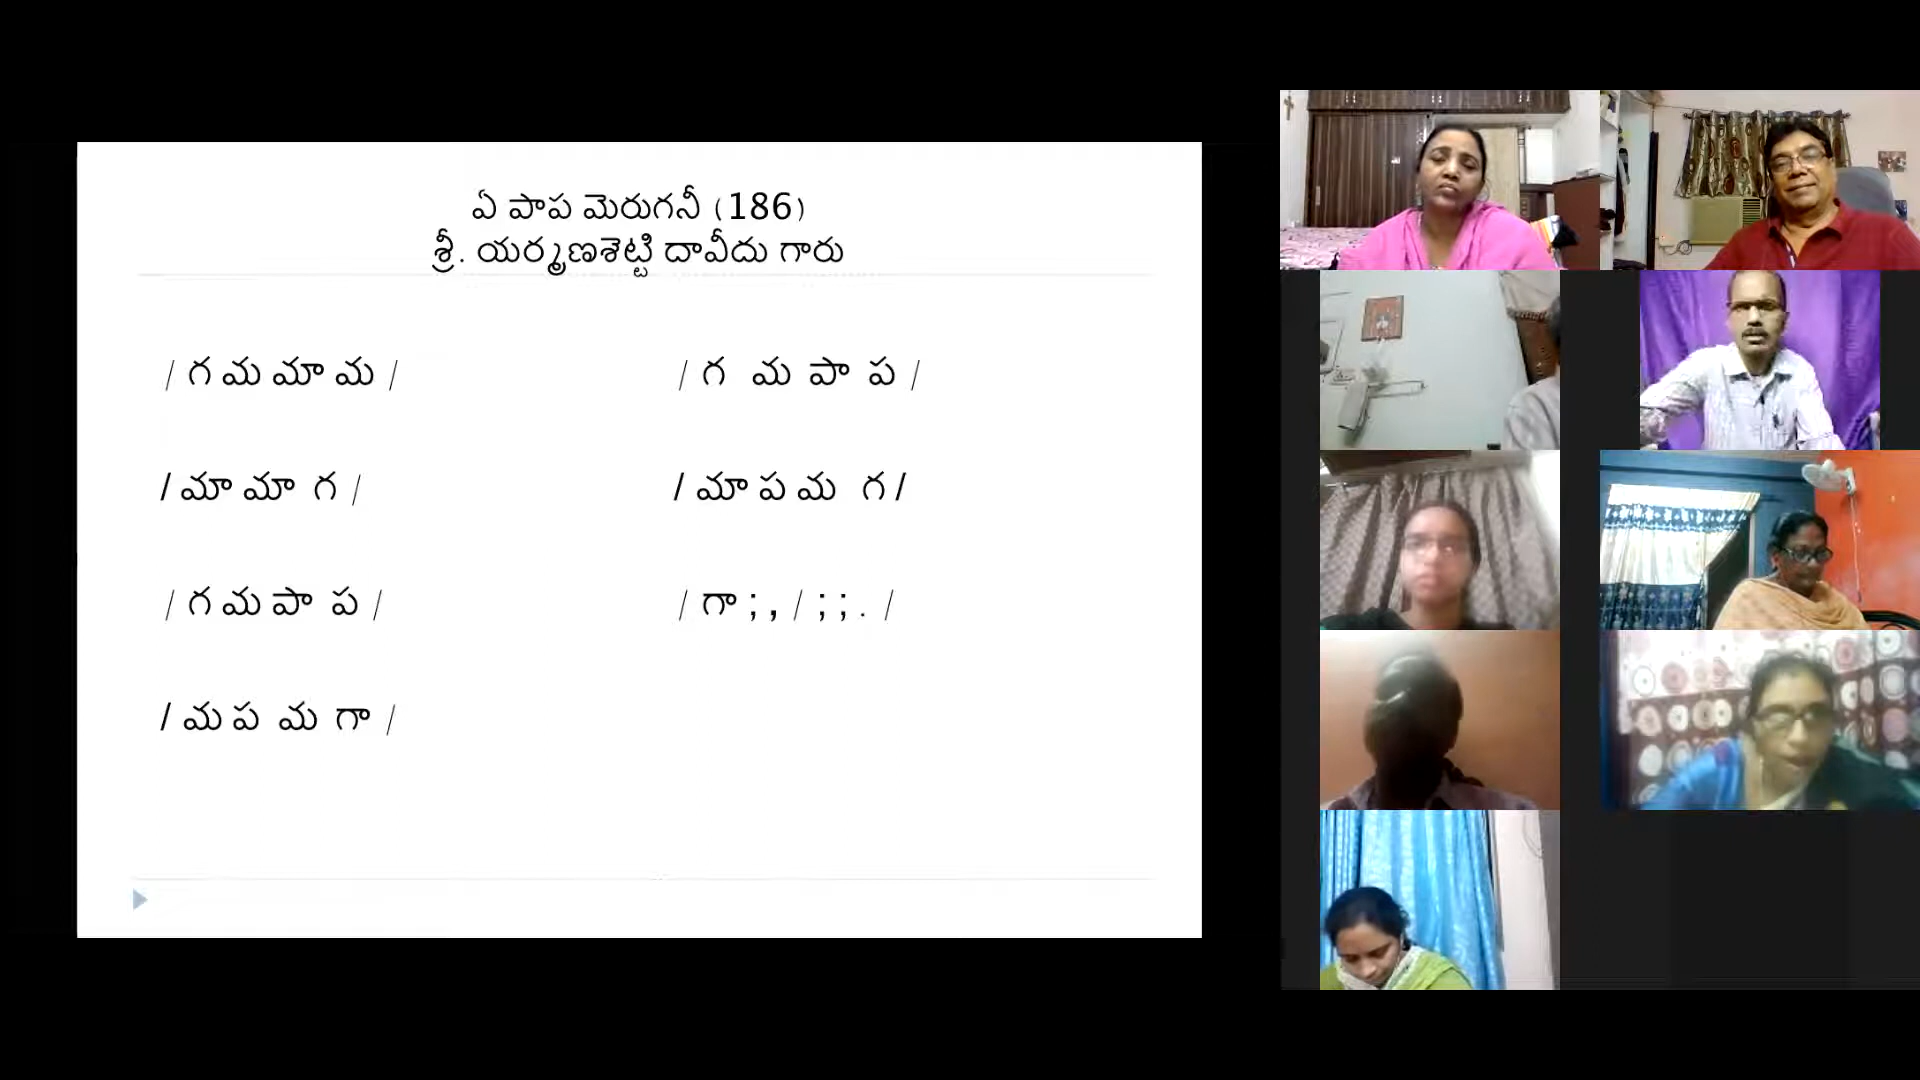 ఏ పాప మెరుగనీ (186)
శ్రీ. యర్మణశెట్టి దావీదు గారు
/ గ మ మా మ /
/ గ మ పా ప /
/ మా మా గ /
/ మా ప మ గ /
/ గ మ పా ప /
/ గా ; , / ; ; . /
/ మ ప మ గా /